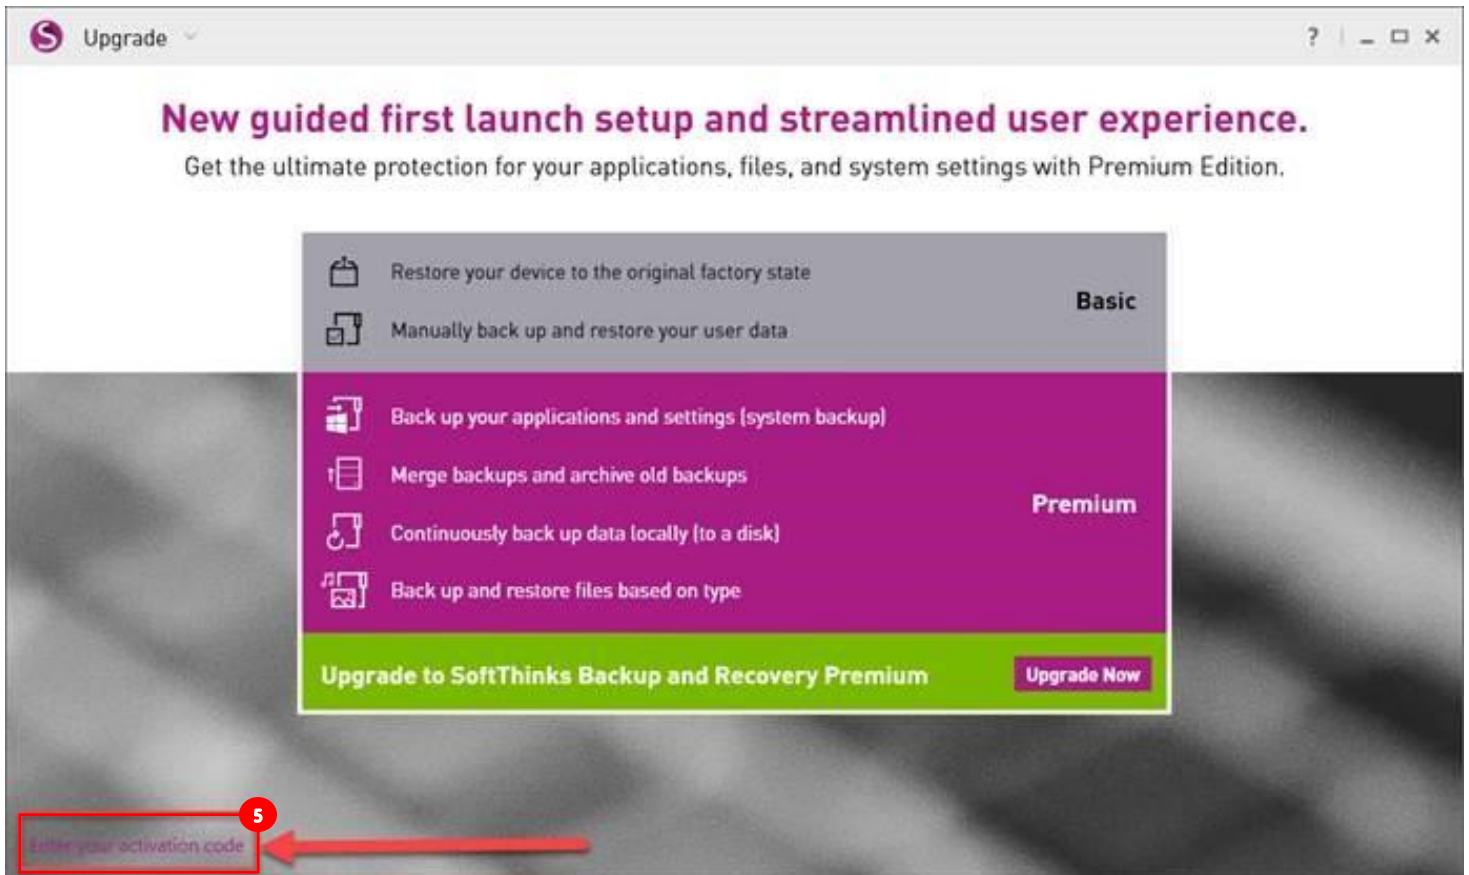 S Upgrade ?
New guided first launch setup and streamlined user experience.
Get the ultimate protection for your applications, files, and system settings with Premium Edition.
Restore your device to the original factory state
Basic
Manually back up and restore your user data
Back up your applications and settings (system backup)
Merge backups and archive old backups
Premium
Continuously back up data locally (to a disk)
Back up and restore files based on type
Upgrade to SoftThinks Backup and Recovery Premium Upgrade Now
5
Enter your activation code